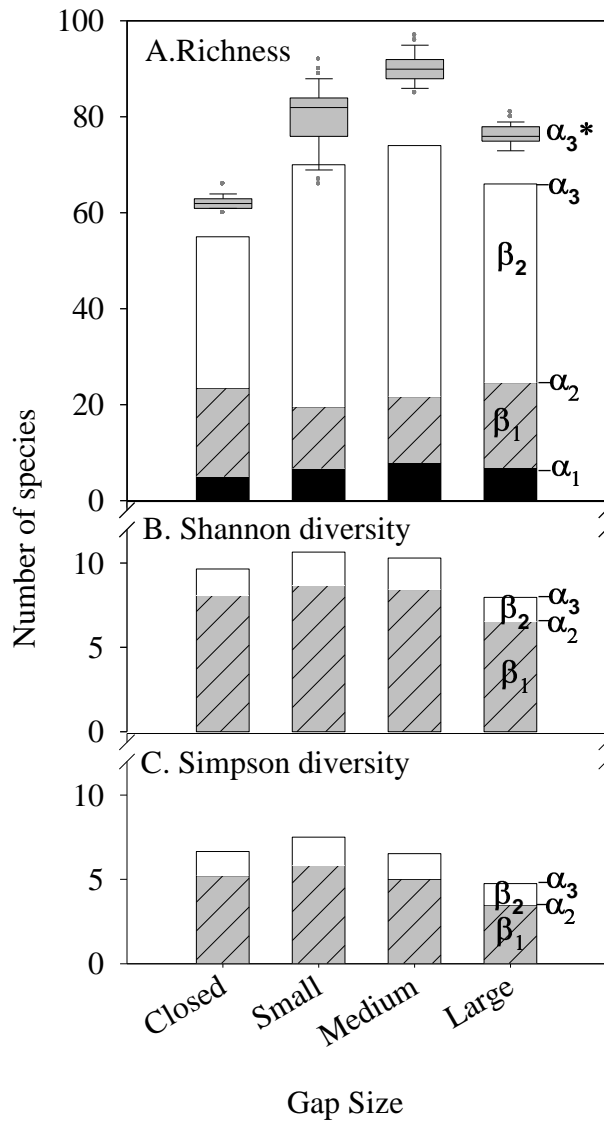 100
A.Richness
80
α3*
α3
60
β2
40
α2
20
β1
α1
0
B. Shannon diversity
10
β2
α3
α2
5
β1
0
C. Simpson diversity
10
α3
5
β2
α2
β1
0
Closed
Small
Medium
Large
Number of species
Gap Size